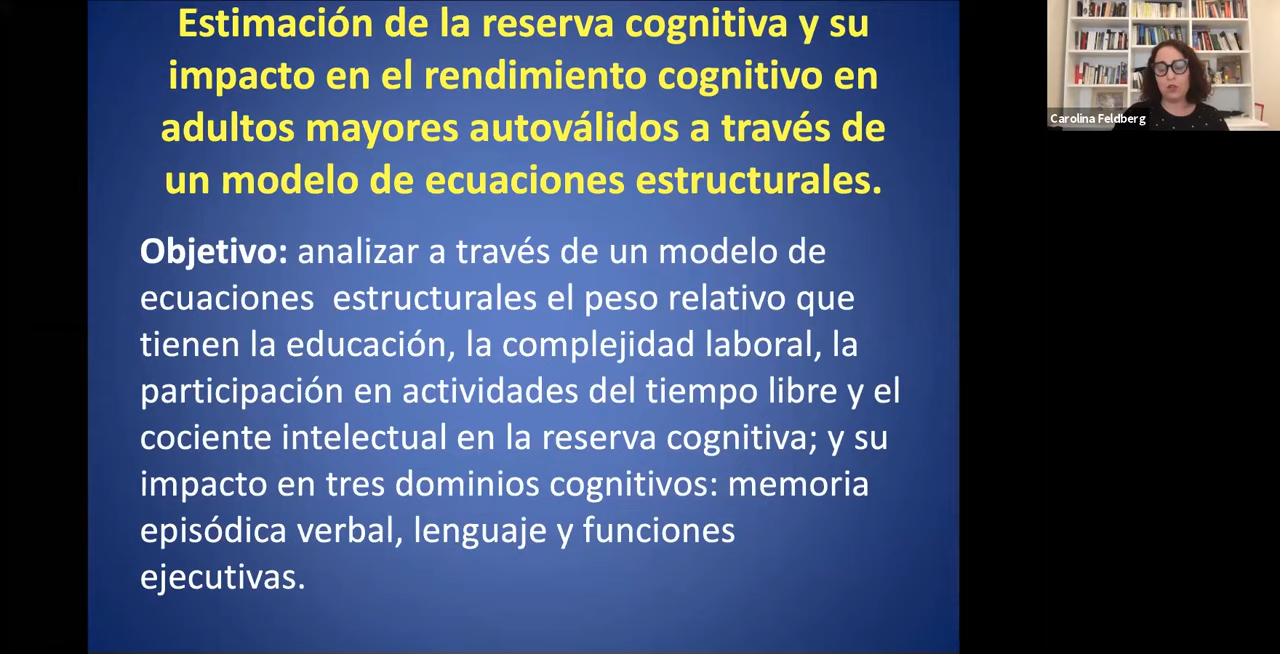 Estimación de la reserva cognitiva y su
impacto en el rendimiento cognitivo en
adultos mayores autoválidos a través de
un modelo de ecuaciones estructurales.
Objetivo: analizar a través de un modelo de
ecuaciones estructurales el peso relativo que
tienen la educación, la complejidad laboral, la
participación en actividades del tiempo libre y el
cociente intelectual en la reserva cognitiva; y su
impacto en tres dominios cognitivos: memoria
episódica verbal, lenguaje y funciones
ejecutivas.
Carolina Feldberg